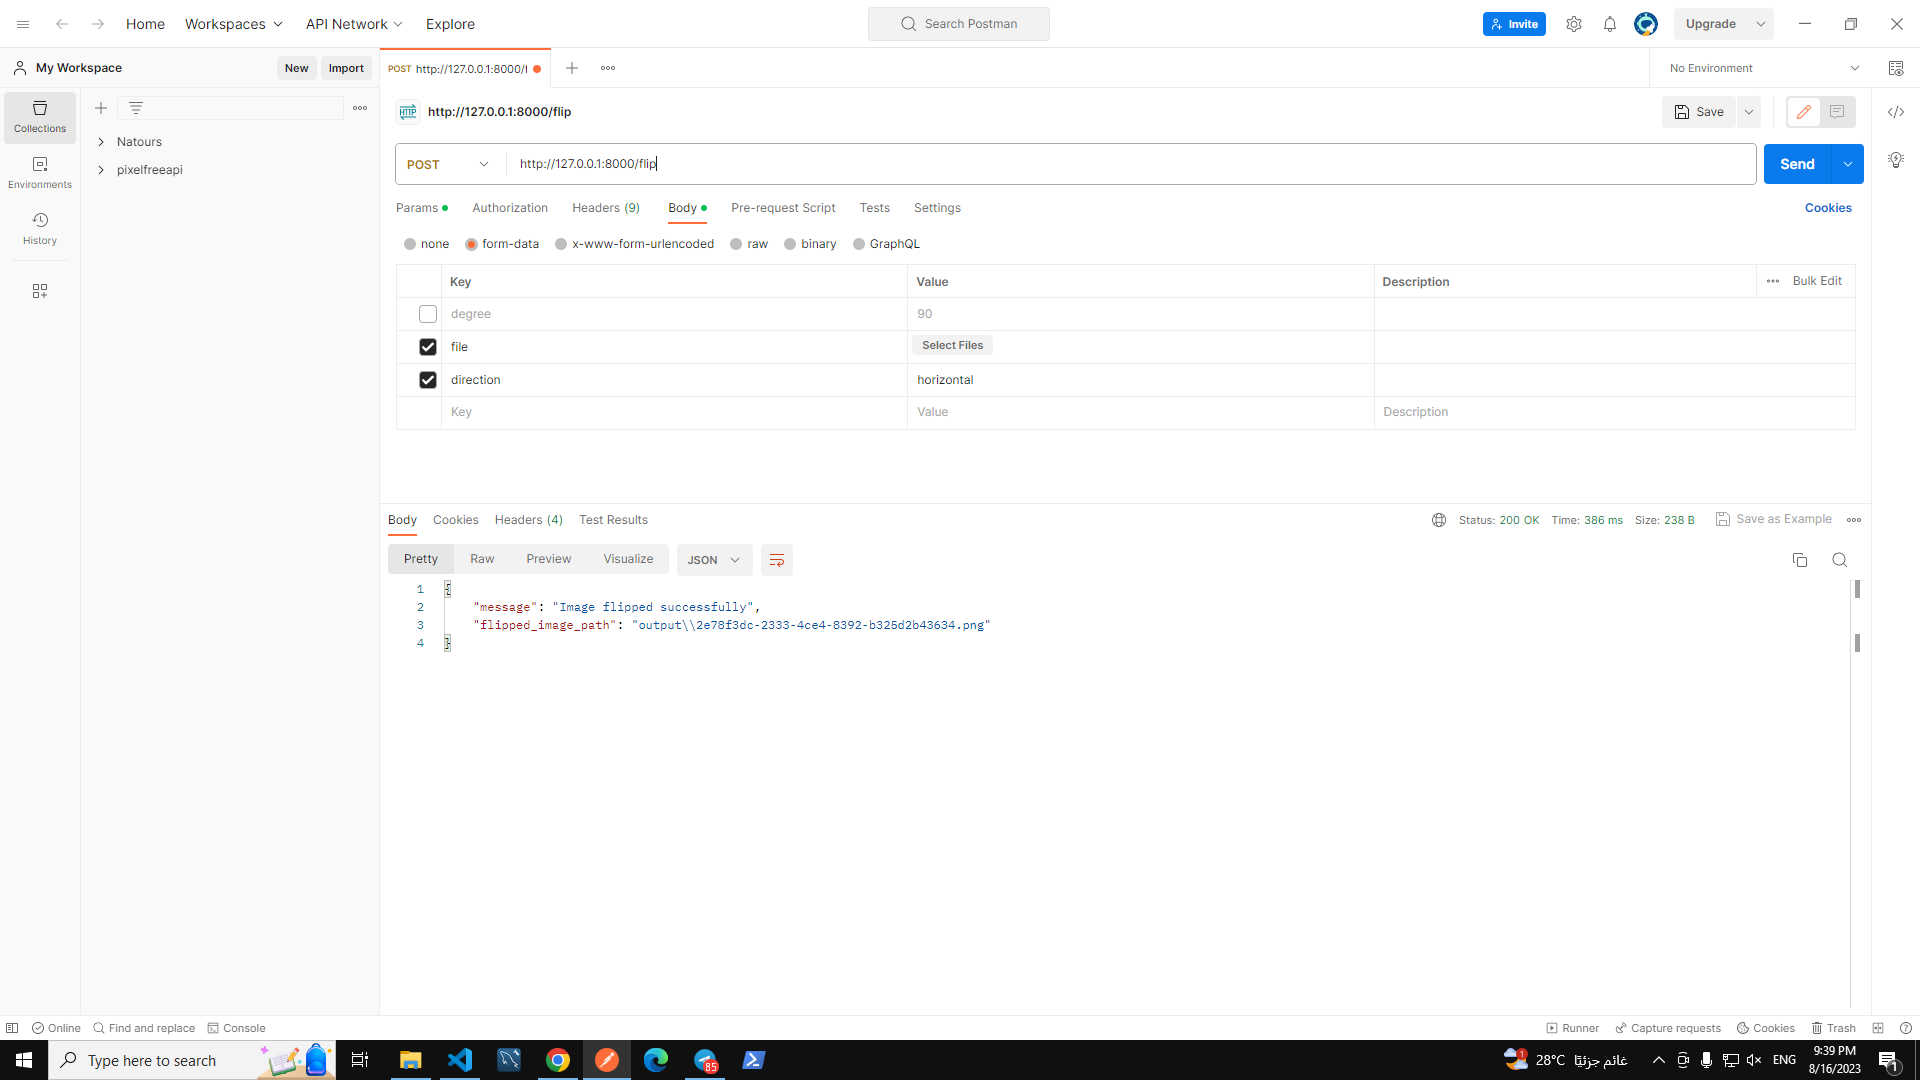 Home Workspaces API Network Explore Search Postman Invite Upgrade
My Workspace New Import POST http://127.0.0.1:8000/f No Environment
HTTP http://127.0.0.1:8000/flip Save
Collections
Natours
pixelfreeapi
Environments
History
POST http://127.0.0.1:8000/flip Send
Params Authorization Headers (9) Body Pre-request Script Tests Settings Cookies
none form-data x-www-form-urlencoded raw binary GraphQL
Key Value Description Bulk Edit
degree 90
file Select Files
direction horizontal
Key Value Description
Body Cookies Headers (4) Test Results Status: 200 OK Time: 386 ms Size: 238 B Save as Example
Pretty Raw Preview Visualize JSON
1 {
2 "message": "Image flipped successfully",
3 "flipped_image_path": "output\\2e78f3dc-2333-4ce4-8392-b325d2b43634.png"
4 }
Online Find and replace Console Runner Capture requests Cookies Trash
Type here to search 85 1 28°C غائم جزئيًا ENG 9:39 PM 1
8/16/2023